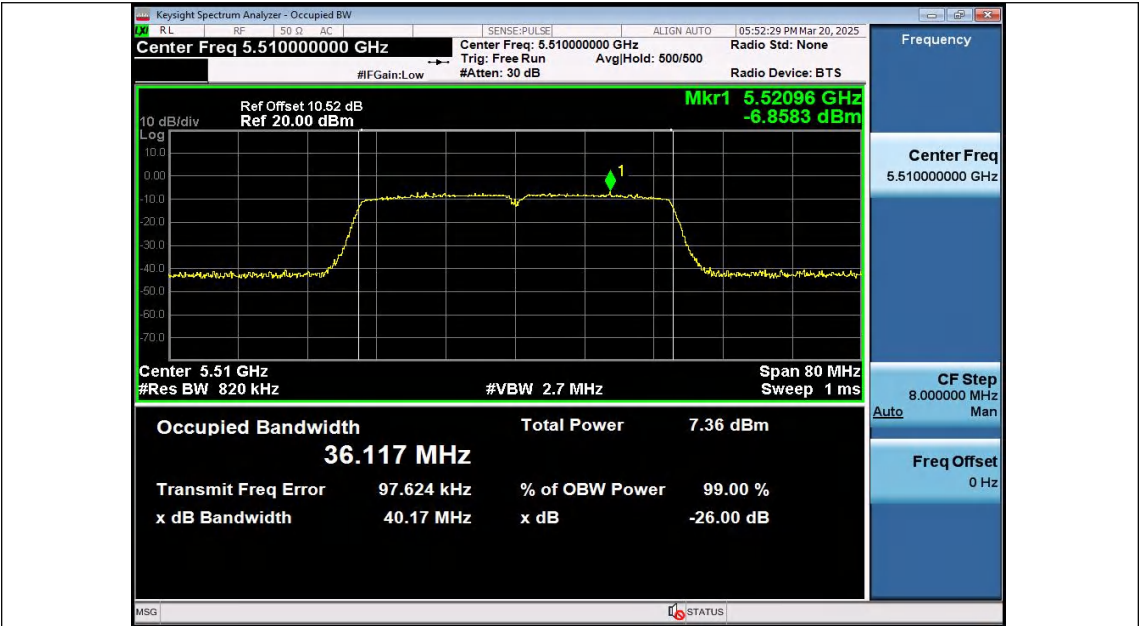 Keysight Spectrum Analyzer - Occupied BW
LXI RL RF 50 Ω AC SENSE:PULSE ALIGN AUTO 05:52:29 PM Mar 20, 2025
Center Freq 5.510000000 GHz
Center Freq: 5.510000000 GHz Radio Std: None
Trig: Free Run Avg|Hold: 500/500
#IFGain:Low #Atten: 30 dB Radio Device: BTS
Mkr1 5.52096 GHz
-6.8583 dBm
Ref Offset 10.52 dB
10 dB/div Ref 20.00 dBm
Log
10.0
0.00
-10.0
-20.0
-30.0
-40.0
-50.0
-60.0
-70.0
1
Center 5.51 GHz Span 80 MHz
#Res BW 820 kHz #VBW 2.7 MHz Sweep 1 ms
Occupied Bandwidth Total Power 7.36 dBm
36.117 MHz
Transmit Freq Error 97.624 kHz % of OBW Power 99.00 %
x dB Bandwidth 40.17 MHz x dB -26.00 dB
MSG STATUS
Frequency
Center Freq
5.510000000 GHz
CF Step
8.000000 MHz
Auto Man
Freq Offset
0 Hz